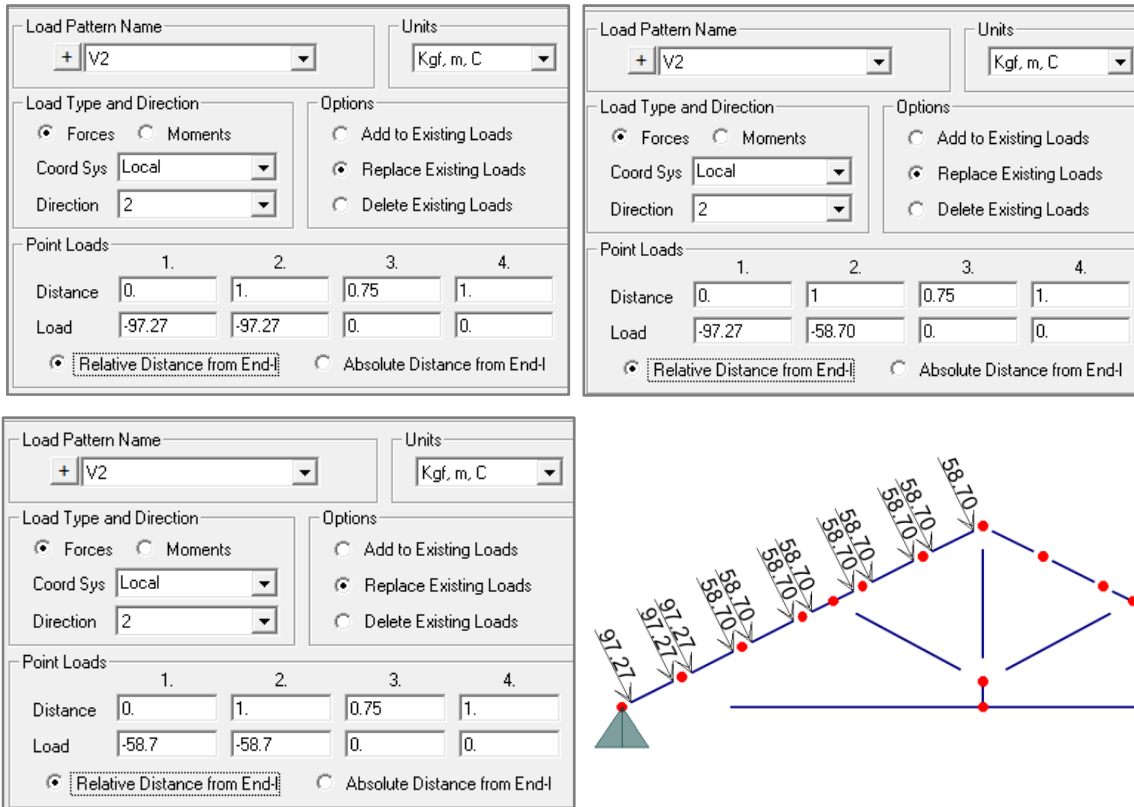 Load Pattern Name
+ V2
Units
Kgf, m, C
Load Type and Direction
Forces Moments
Coord Sys Local
Direction 2
Options
Add to Existing Loads
Replace Existing Loads
Delete Existing Loads
Point Loads
1. 2. 3. 4.
Distance 0. 1. 0.75 1.
Load -97.27 -97.27 0. 0.
Relative Distance from End-I Absolute Distance from End-I
Load Pattern Name
+ V2
Units
Kgf, m, C
Load Type and Direction
Forces Moments
Coord Sys Local
Direction 2
Options
Add to Existing Loads
Replace Existing Loads
Delete Existing Loads
Point Loads
1. 2. 3. 4.
Distance 0. 1 0.75 1.
Load -97.27 -58.70 0. 0.
Relative Distance from End-I Absolute Distance from End-I
Load Pattern Name
+ V2
Units
Kgf, m, C
Load Type and Direction
Forces Moments
Coord Sys Local
Direction 2
Options
Add to Existing Loads
Replace Existing Loads
Delete Existing Loads
Point Loads
1. 2. 3. 4.
Distance 0. 1. 0.75 1.
Load -58.7 -58.7 0. 0.
Relative Distance from End-I Absolute Distance from End-I
97.27
97.27
97.27
58.70
58.70
58.70
58.70
58.70
58.70
58.70
58.70
58.70